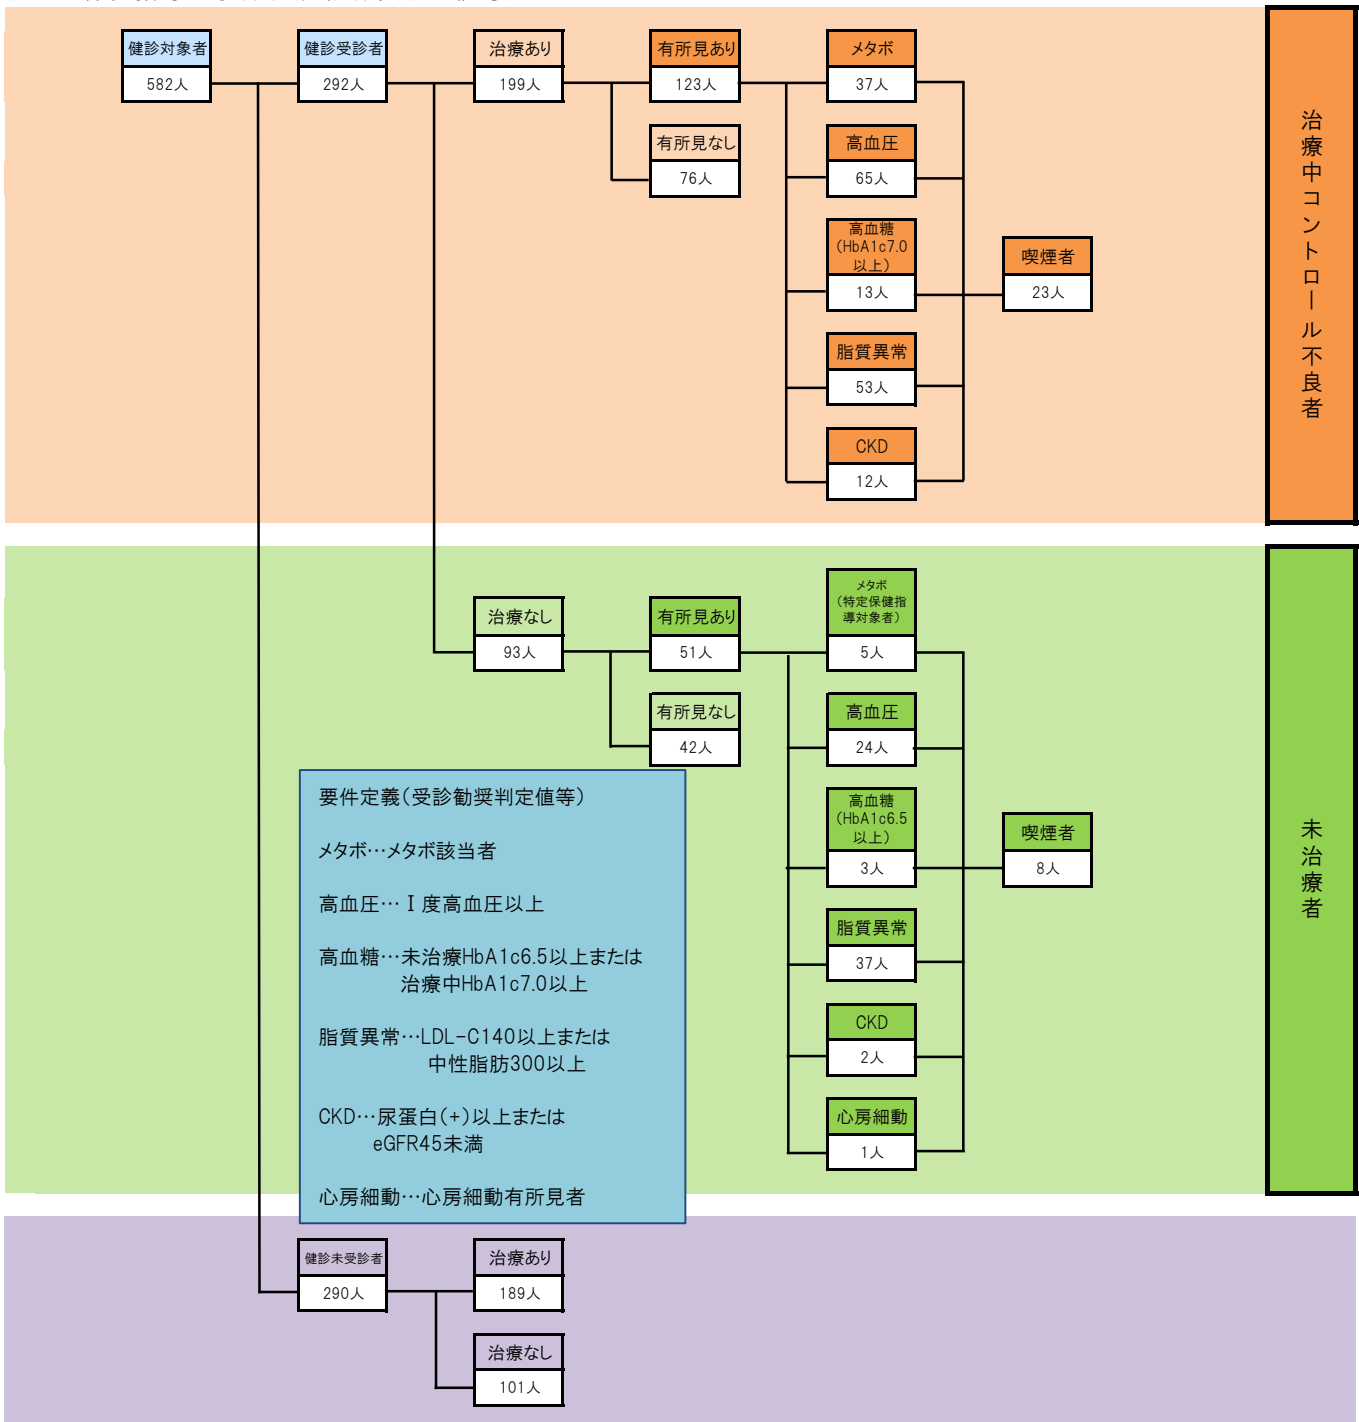 健診対象者
582人
健診受診者
292人
治療あり
199人
有所見あり
123人
有所見なし
76人
メタボ
37人
高血圧
65人
高血糖
(HbA1c7.0
以上)
13人
脂質異常
53人
CKD
12人
喫煙者
23人
治療中コントロール不良者
治療なし
93人
有所見あり
51人
有所見なし
42人
メタボ
(特定保健指
導対象者)
5人
高血圧
24人
高血糖
(HbA1c6.5
以上)
3人
脂質異常
37人
CKD
2人
心房細動
1人
喫煙者
8人
未治療者
要件定義(受診勧奨判定値等)
メタボ…メタボ該当者
高血圧…Ⅰ度高血圧以上
高血糖…未治療HbA1c6.5以上または
治療中HbA1c7.0以上
脂質異常…LDL-C140以上または
中性脂肪300以上
CKD…尿蛋白(+)以上または
eGFR45未満
心房細動…心房細動有所見者
健診未受診者
290人
治療あり
189人
治療なし
101人